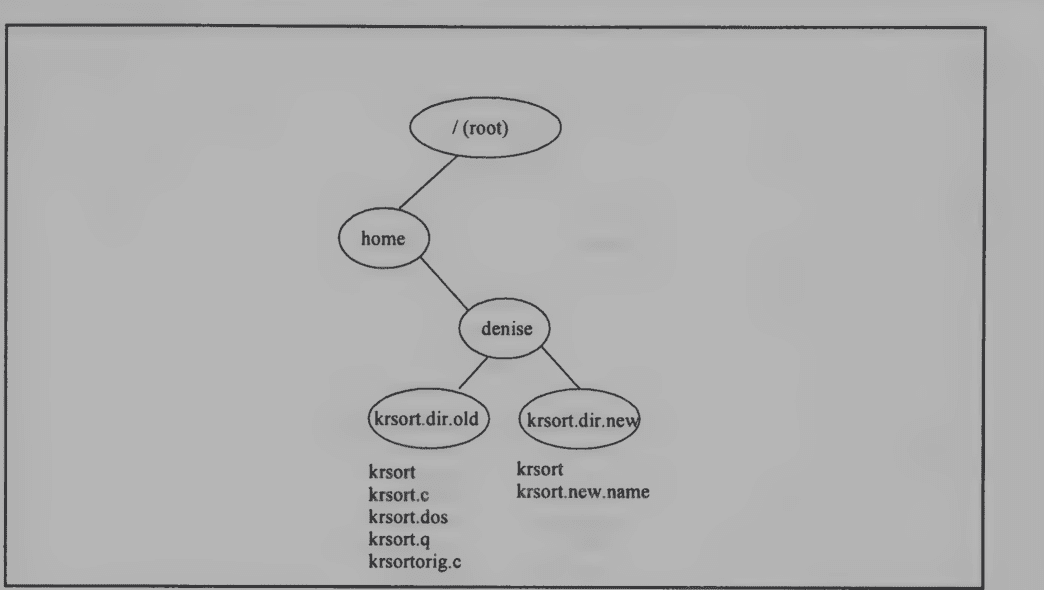 / (root)
home
denise
krsort.dir.old
krsort.dir.new
krsort
krsort.c
krsort.dos
krsort.q
krsortorig.c
krsort
krsort.new.name